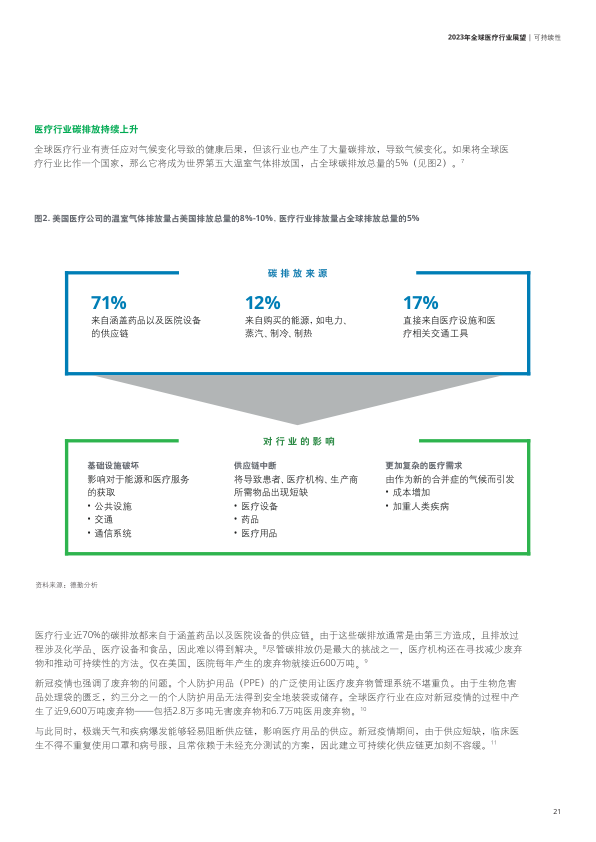 2023年全球医疗行业展望 | 可持续性
医疗行业碳排放持续上升
全球医疗行业有责任应对气候变化导致的健康后果，但该行业也产生了大量碳排放，导致气候变化。如果将全球医
疗行业比作一个国家，那么它将成为世界第五大温室气体排放国，占全球碳排放总量的5%（见图2）。7
图2. 美国医疗公司的温室气体排放量占美国排放总量的8%-10%，医疗行业排放量占全球排放总量的5%
碳排放来源
71%
来自涵盖药品以及医院设备
的供应链
12%
来自购买的能源，如电力、
蒸汽、制冷、制热
17%
直接来自医疗设施和医
疗相关交通工具
对行业的影响
基础设施破坏
影响对于能源和医疗服务
的获取
• 公共设施
• 交通
• 通信系统
供应链中断
将导致患者、医疗机构、生产商
所需物品出现短缺
• 医疗设备
• 药品
• 医疗用品
更加复杂的医疗需求
由作为新的合并症的气候而引发
• 成本增加
• 加重人类疾病
资料来源：德勤分析
医疗行业近70%的碳排放都来自于涵盖药品以及医院设备的供应链。由于这些碳排放通常是由第三方造成，且排放过
程涉及化学品、医疗设备和食品，因此难以得到解决。8尽管碳排放仍是最大的挑战之一，医疗机构还在寻找减少废弃
物和推动可持续性的方法。仅在美国，医院每年产生的废弃物就接近600万吨。9
新冠疫情也强调了废弃物的问题。个人防护用品（PPE）的广泛使用让医疗废弃物管理系统不堪重负。由于生物危害
品处理袋的匮乏，约三分之一的个人防护用品无法得到安全地装装或储存。全球医疗行业在应对新冠疫情的过程中产
生了近9,600万吨废弃物——包括2.8万多吨无害废弃物和6.7万吨医用废弃物。10
与此同时，极端天气和疾病爆发能够轻易阻断供应链，影响医疗用品的供应。新冠疫情期间，由于供应短缺，临床医
生不得不重复使用口罩和病号服，且常依赖于未经充分测试的方案，因此建立可持续化供应链更加刻不容缓。11
21